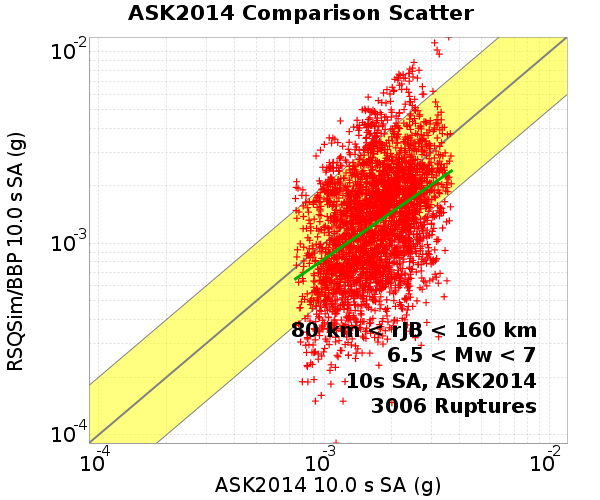 ASK2014 Comparison Scatter
RSQSim/BBP 10.0 s SA (g)
10-2
10-3
10-4
80 km < rJB < 160 km
6.5 < Mw < 7
10s SA, ASK2014
3006 Ruptures
10-4 10-3 10-2
ASK2014 10.0 s SA (g)